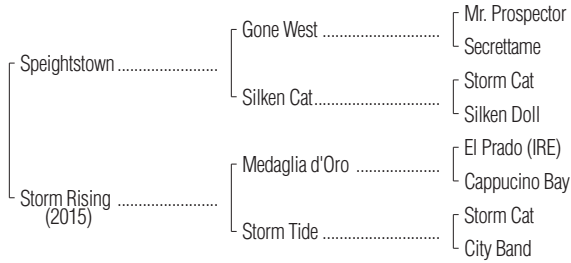 Mr. Prospector
Gone West
Secrettame
Speightstown
Storm Cat
Silken Cat
Silken Doll
El Prado (IRE)
Medaglia d'Oro
Cappucino Bay
Storm Rising
(2015)
Storm Cat
Storm Tide
City Band